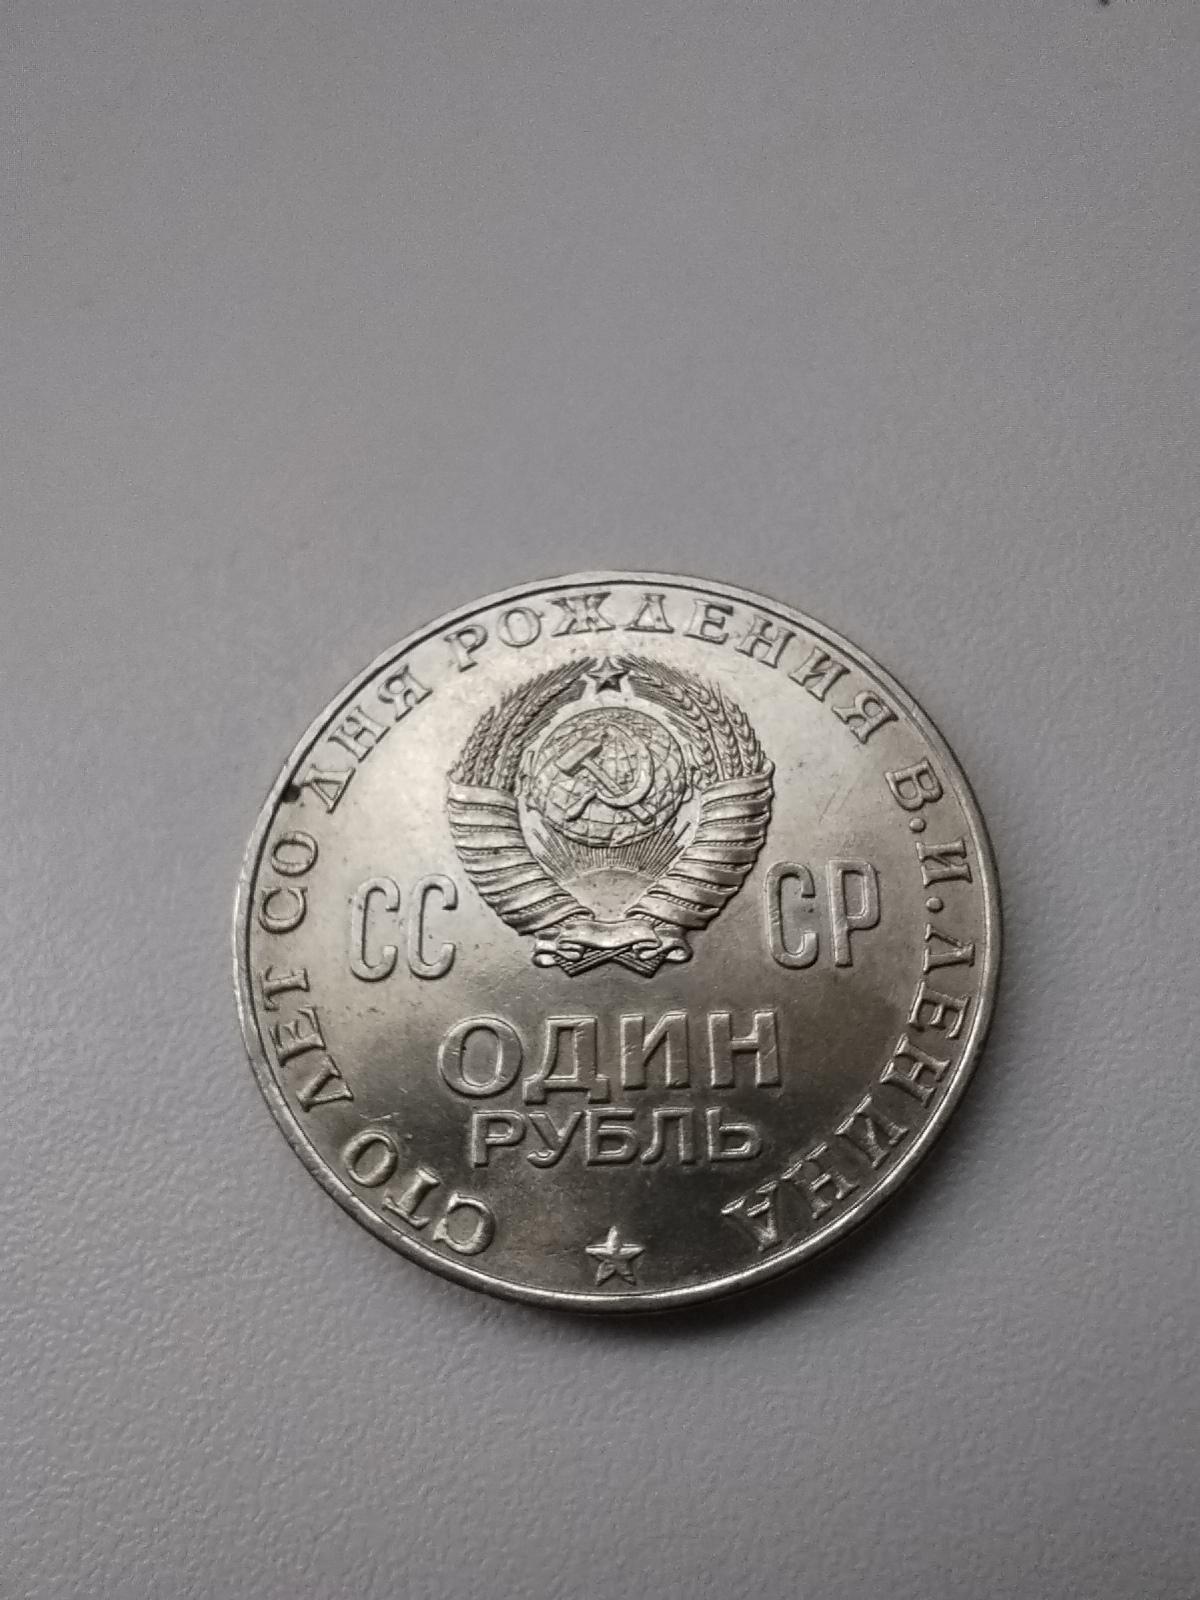 СТО ЛЕТ СО ДНЯ РОЖДЕНИЯ В.И.ЛЕНИНА
СС СР
ОДИН
РУБЛЬ